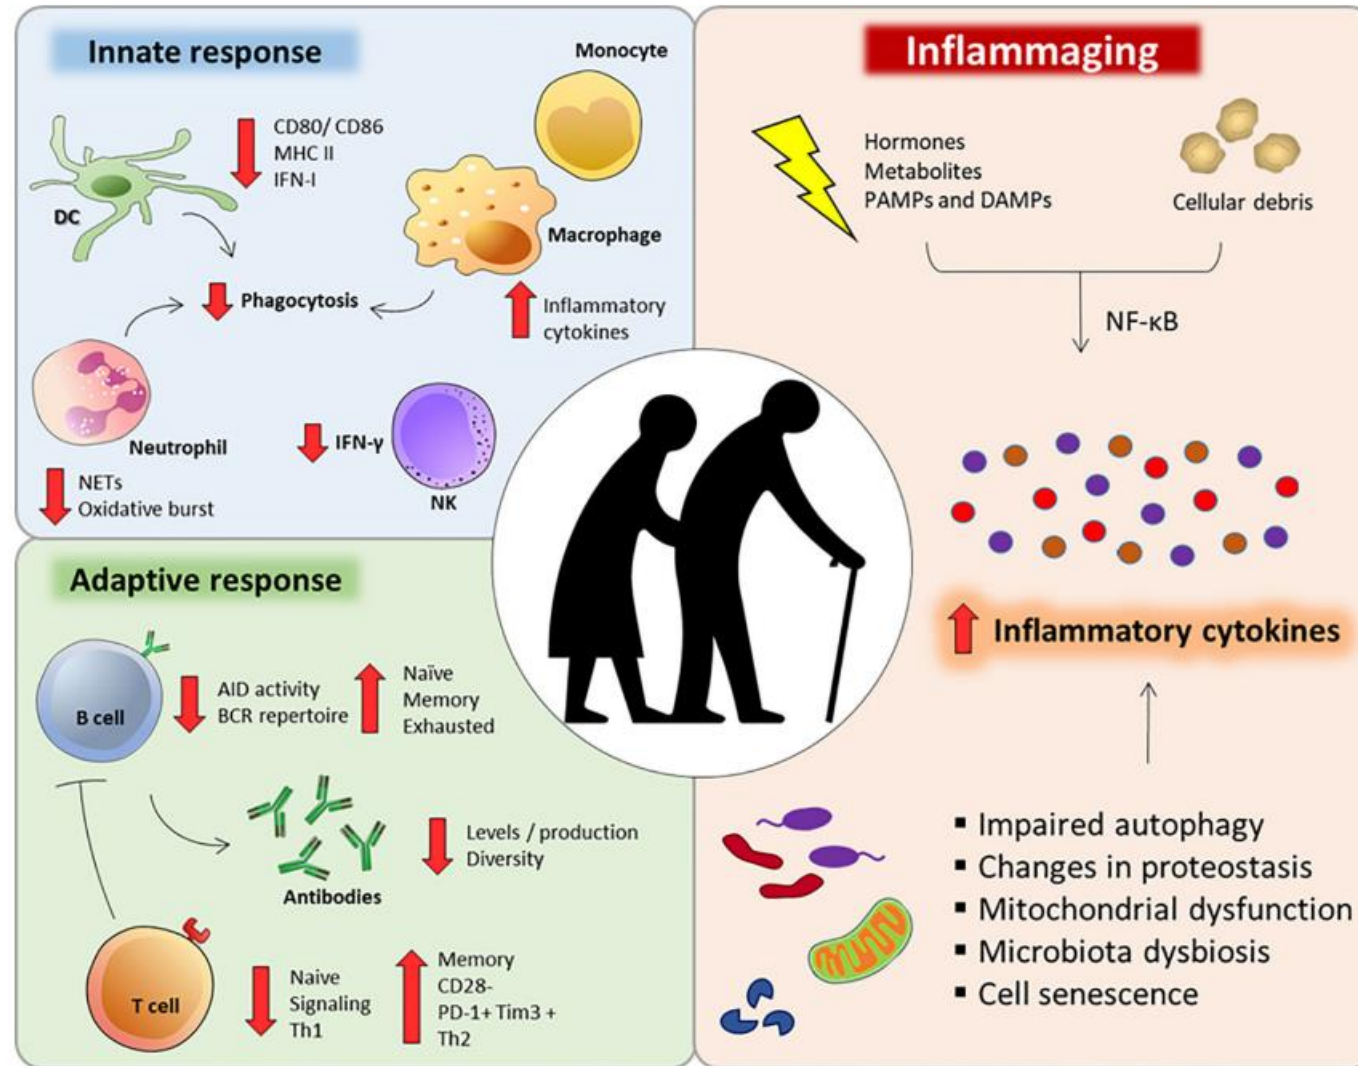 Innate response
Monocyte
CD80/ CD86
MHC II
IFN-I
DC
Macrophage
Phagocytosis
Inflammatory
cytokines
Neutrophil
IFN-γ
NETs
Oxidative burst
NK
Adaptive response
B cell
AID activity
BCR repertoire
Naïve
Memory
Exhausted
Levels / production
Diversity
Antibodies
T cell
Naive
Signaling
Th1
Memory
CD28-
PD-1+ Tim3 +
Th2
Inflammaging
Hormones
Metabolites
PAMPs and DAMPs
Cellular debris
NF-κB
Inflammatory cytokines
▪ Impaired autophagy
▪ Changes in proteostasis
▪ Mitochondrial dysfunction
▪ Microbiota dysbiosis
▪ Cell senescence